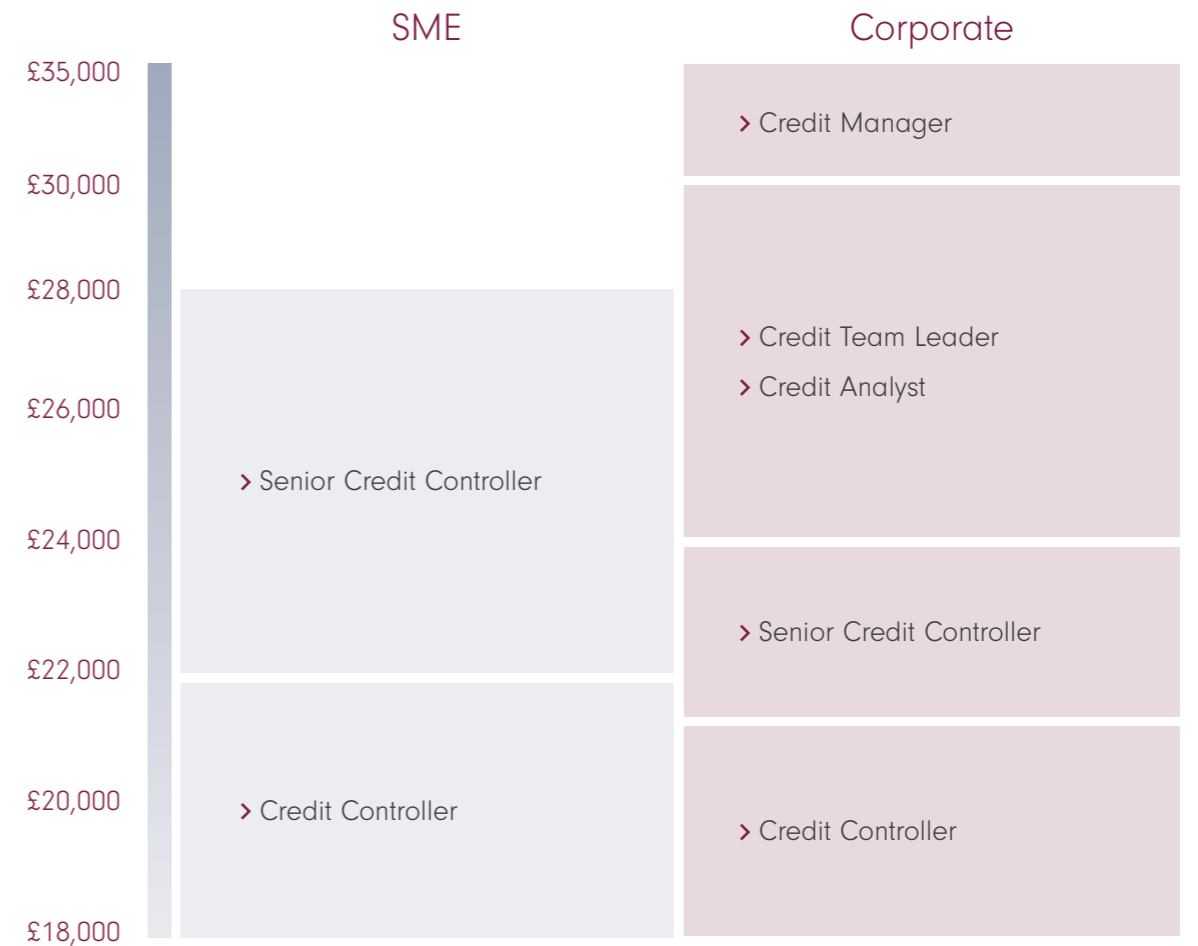 SME
Corporate
£35,000
£30,000
£28,000
£26,000
£24,000
£22,000
£20,000
£18,000
› Senior Credit Controller
› Credit Controller
› Credit Manager
› Credit Team Leader
› Credit Analyst
› Senior Credit Controller
› Credit Controller